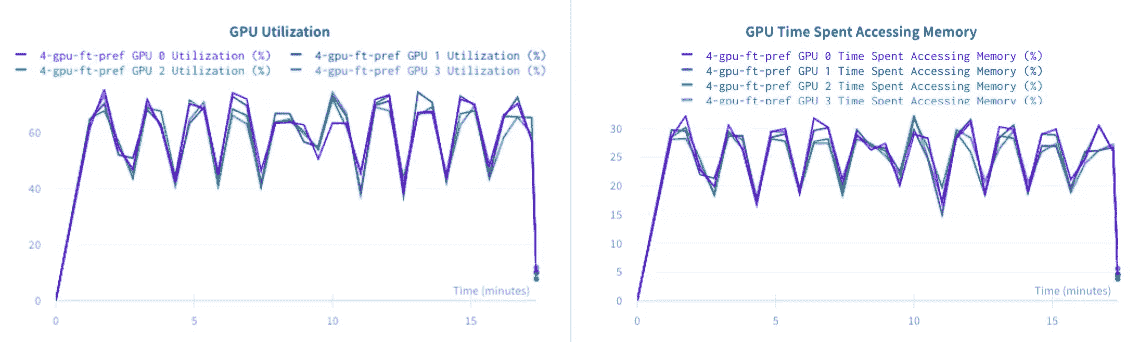 GPU Utilization
4-gpu-ft-pref GPU 0 Utilization (%) 4-gpu-ft-pref GPU 1 Utilization (%)
4-gpu-ft-pref GPU 2 Utilization (%) 4-gpu-ft-pref GPU 3 Utilization (%)
60
40
20
0
Time (minutes)
0 5 10 15
GPU Time Spent Accessing Memory
4-gpu-ft-pref GPU 0 Time Spent Accessing Memory (%)
4-gpu-ft-pref GPU 1 Time Spent Accessing Memory (%)
4-gpu-ft-pref GPU 2 Time Spent Accessing Memory (%)
4-gpu-ft-pref GPU 3 Time Spent Accessing Memory (%)
30
25
20
15
10
5
0
Time (minutes)
0 5 10 15